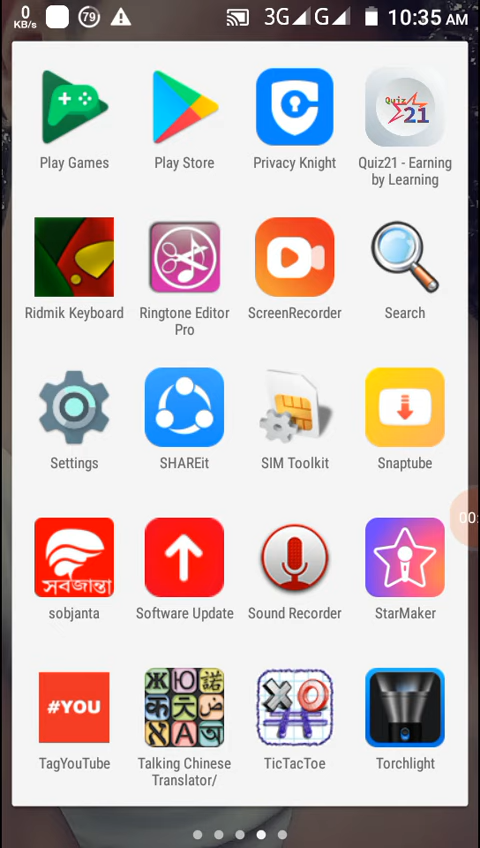 0
KB/s
79
3G
G
10:35 AM
Play Games
Play Store
Privacy Knight
Quiz
21
Quiz21 - Earning
by Learning
Ridmik Keyboard
Ringtone Editor
Pro
ScreenRecorder
Search
Settings
SHAREit
SIM Toolkit
Snaptube
00:
সবজান্তা
sobjanta
Software Update
Sound Recorder
StarMaker
#YOU
Ж Ю 諾
TagYouTube
Talking Chinese
Translator/
TicTacToe
Torchlight